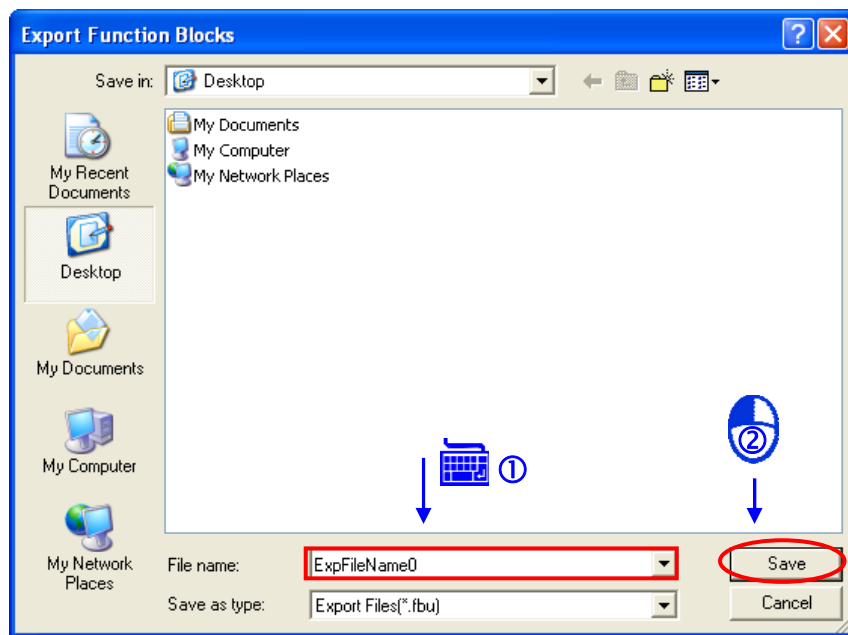 Export Function Blocks
Save in:
Desktop
My Documents
My Computer
My Network Places
My Recent
Documents
Desktop
My Documents
My Computer
My Network
Places
①
②
File name:
ExpFileName0
Save
Save as type:
Export Files(*.fbu)
Cancel